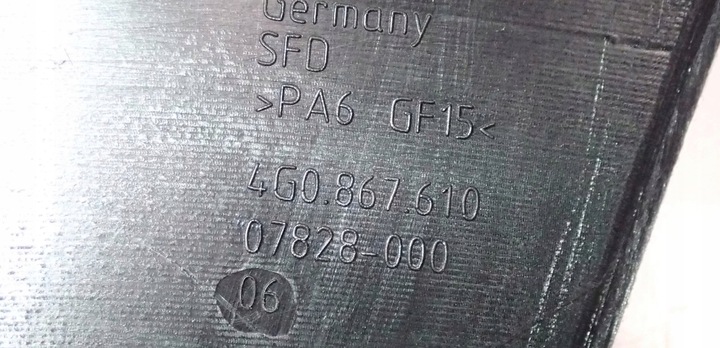 Germany
SFD
>PA6 GF15<
4G0.867.610
07828-000
06